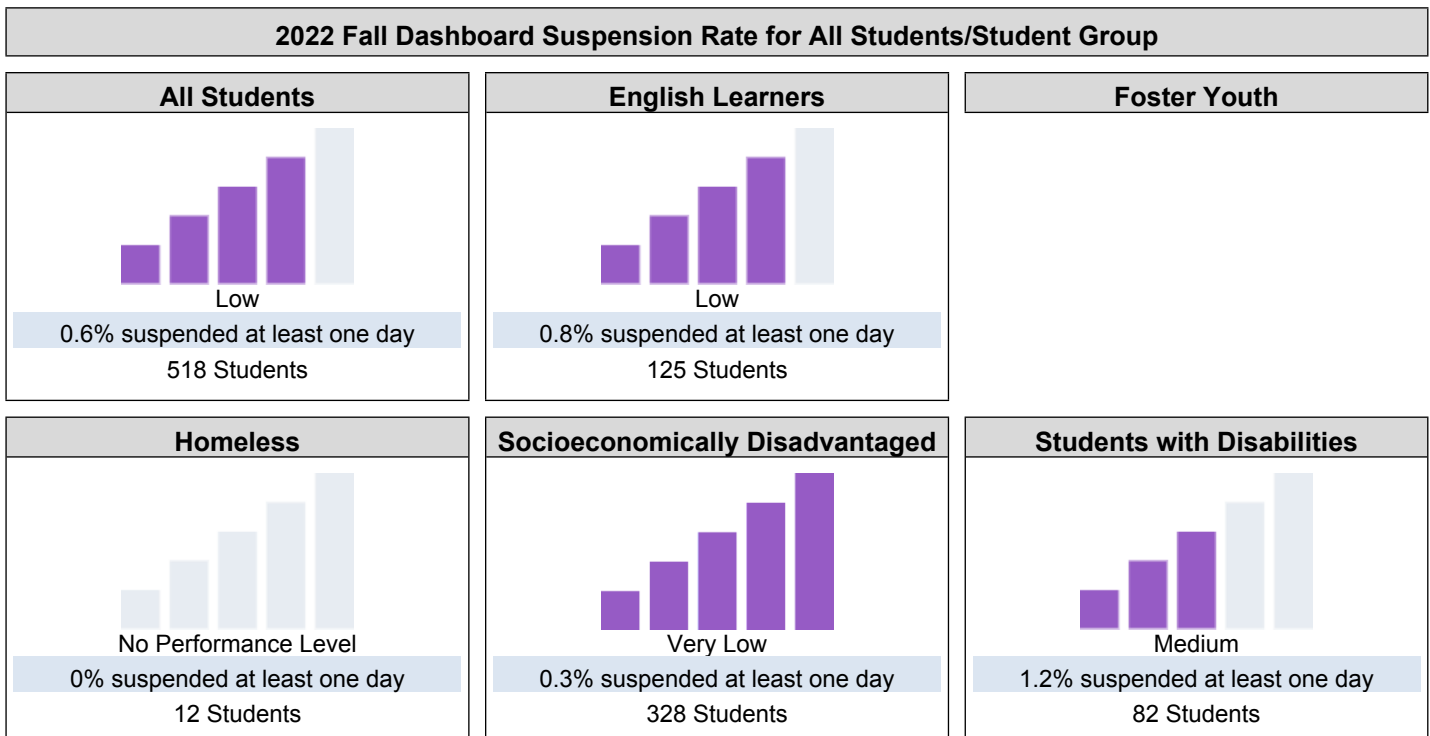 2022 Fall Dashboard Suspension Rate for All Students/Student Group
All Students
Low
0.6% suspended at least one day
518 Students
English Learners
Low
0.8% suspended at least one day
125 Students
Foster Youth
Homeless
No Performance Level
0% suspended at least one day
12 Students
Socioeconomically Disadvantaged
Very Low
0.3% suspended at least one day
328 Students
Students with Disabilities
Medium
1.2% suspended at least one day
82 Students